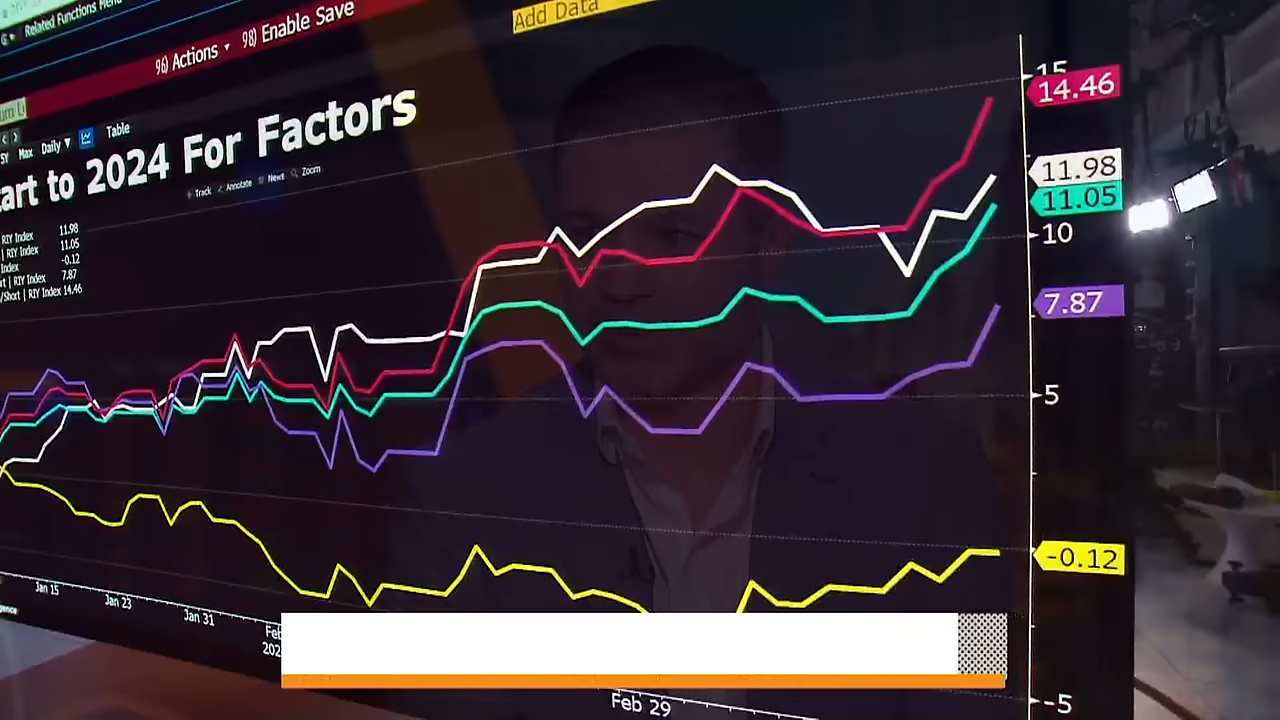 Related Functions Menu
Add Data
96) Actions 98) Enable Save
Max Daily Table
art to 2024 For Factors
Track Annotate News Zoom
RIY Index 11.98
| RIY Index 11.05
Index -0.12
| RIY Index 7.87
/Short | RIY Index 14.46
15
14.46
11.98
11.05
10
7.87
5
-0.12
-5
Jan 15 Jan 23 Jan 31 Feb 29